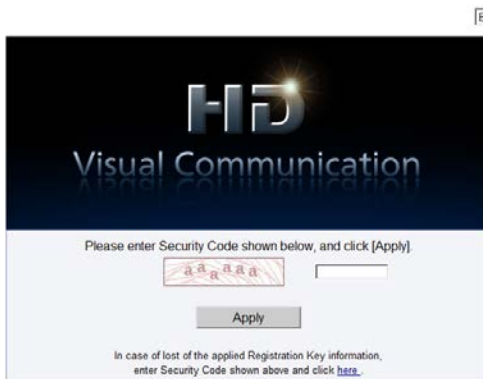 HD
Visual Communication
Please enter Security Code shown below, and click [Apply].
aaaaaa
Apply
In case of lost of the applied Registration Key information,
enter Security Code shown above and click here .